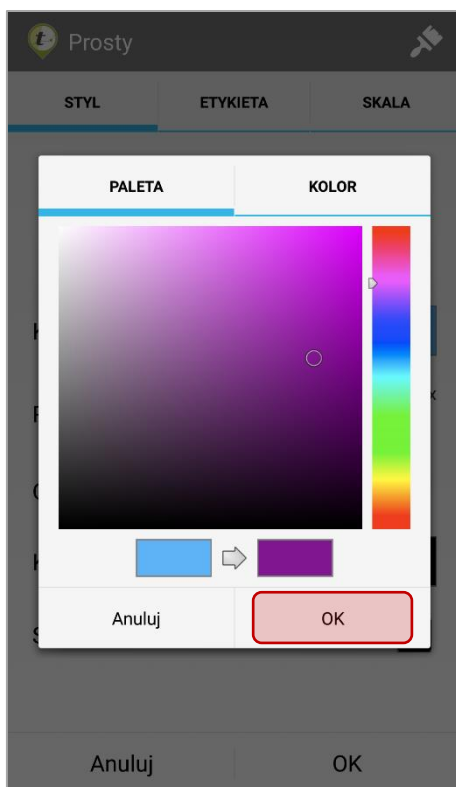 Prosty
STYL ETYKIETA SKALA
PALETA KOLOR
Anuluj OK
Anuluj OK